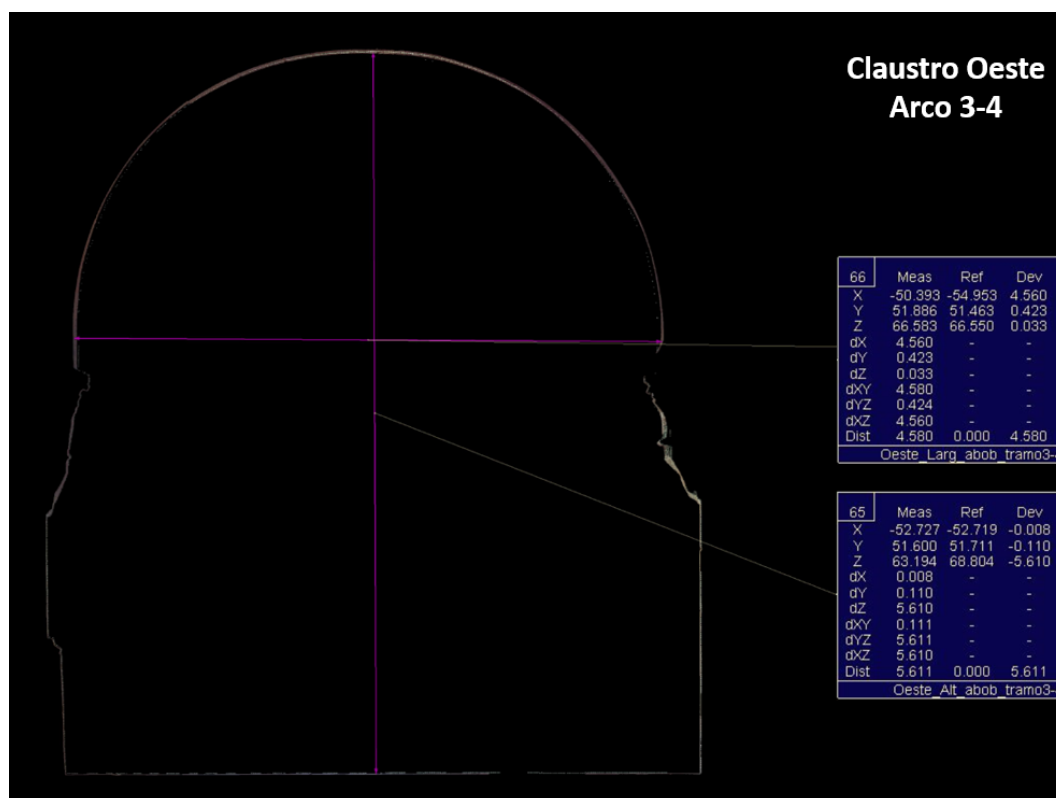 Claustro Oeste
Arco 3-4
66 Meas Ref Dev
X -50.393 -54.953 4.560
Y 51.886 51.463 0.423
Z 66.583 66.550 0.033
dX 4.560 - -
dY 0.423 - -
dZ 0.033 - -
dXY 4.580 - -
dYZ 0.424 - -
dXZ 4.560 - -
Dist 4.580 0.000 4.580
Oeste_Larg_abob_tramo3-
65 Meas Ref Dev
X -52.727 -52.719 -0.008
Y 51.600 51.711 -0.110
Z 63.194 68.804 -5.610
dX 0.008 - -
dY 0.110 - -
dZ 5.610 - -
dXY 0.111 - -
dYZ 5.611 - -
dXZ 5.610 - -
Dist 5.611 0.000 5.611
Oeste_Alt_abob_tramo3-